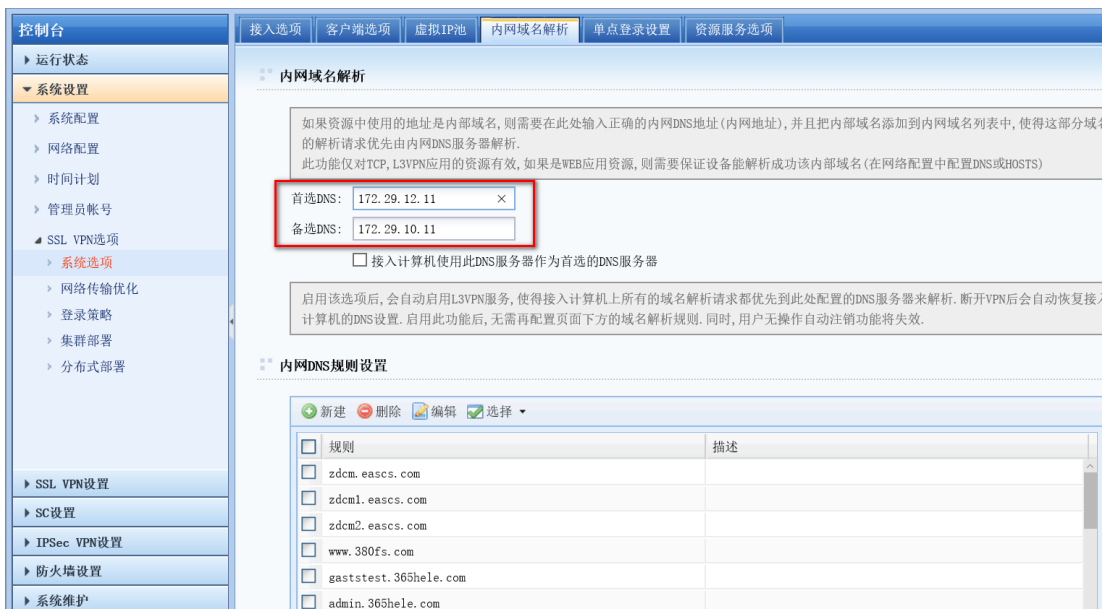 控制台
运行状态
系统设置
系统配置
网络配置
时间计划
管理员帐号
SSL VPN选项
系统选项
网络传输优化
登录策略
集群部署
分布式部署
SSL VPN设置
SC设置
IPSec VPN设置
防火墙设置
系统维护
接入选项 客户端选项 虚拟IP池 内网域名解析 单点登录设置 资源服务选项
内网域名解析
如果资源中使用的地址是内部域名,则需要在此处输入正确的内网DNS地址(内网地址),并且把内部域名添加到内网域名列表中,使得这部分域名
的解析请求优先由内网DNS服务器解析.
此功能仅对TCP,L3VPN应用的资源有效,如果是WEB应用资源,则需要保证设备能解析成功该内部域名(在网络配置中配置DNS或HOSTS)
首选DNS: 172.29.12.11 ×
备选DNS: 172.29.10.11
接入计算机使用此DNS服务器作为首选的DNS服务器
启用该选项后,会自动启用L3VPN服务,使得接入计算机上所有的域名解析请求都优先到此处配置的DNS服务器来解析.断开VPN后会自动恢复接入
计算机的DNS设置.启用此功能后,无需再配置页面下方的域名解析规则.同时,用户无操作自动注销功能将失效.
内网DNS规则设置
新建 删除 编辑 选择
规则 描述
zdcm.eascs.com
zdcm1.eascs.com
zdcm2.eascs.com
www.380fs.com
gaststest.365hele.com
admin.365hele.com